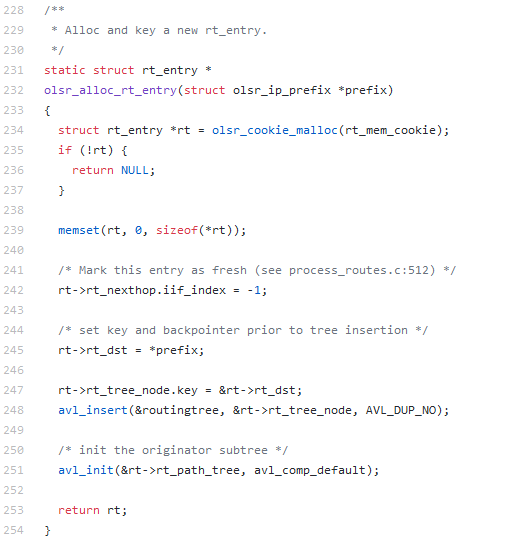 228 /**
229  * Alloc and key a new rt_entry.
230  */
231 static struct rt_entry *
232 olsr_alloc_rt_entry(struct olsr_ip_prefix *prefix)
233 {
234   struct rt_entry *rt = olsr_cookie_malloc(rt_mem_cookie);
235   if (!rt) {
236     return NULL;
237   }
238
239   memset(rt, 0, sizeof(*rt));
240
241   /* Mark this entry as fresh (see process_routes.c:512) */
242   rt->rt_nexthop.iif_index = -1;
243
244   /* set key and backpointer prior to tree insertion */
245   rt->rt_dst = *prefix;
246
247   rt->rt_tree_node.key = &rt->rt_dst;
248   avl_insert(&routingtree, &rt->rt_tree_node, AVL_DUP_NO);
249
250   /* init the originator subtree */
251   avl_init(&rt->rt_path_tree, avl_comp_default);
252
253   return rt;
254 }